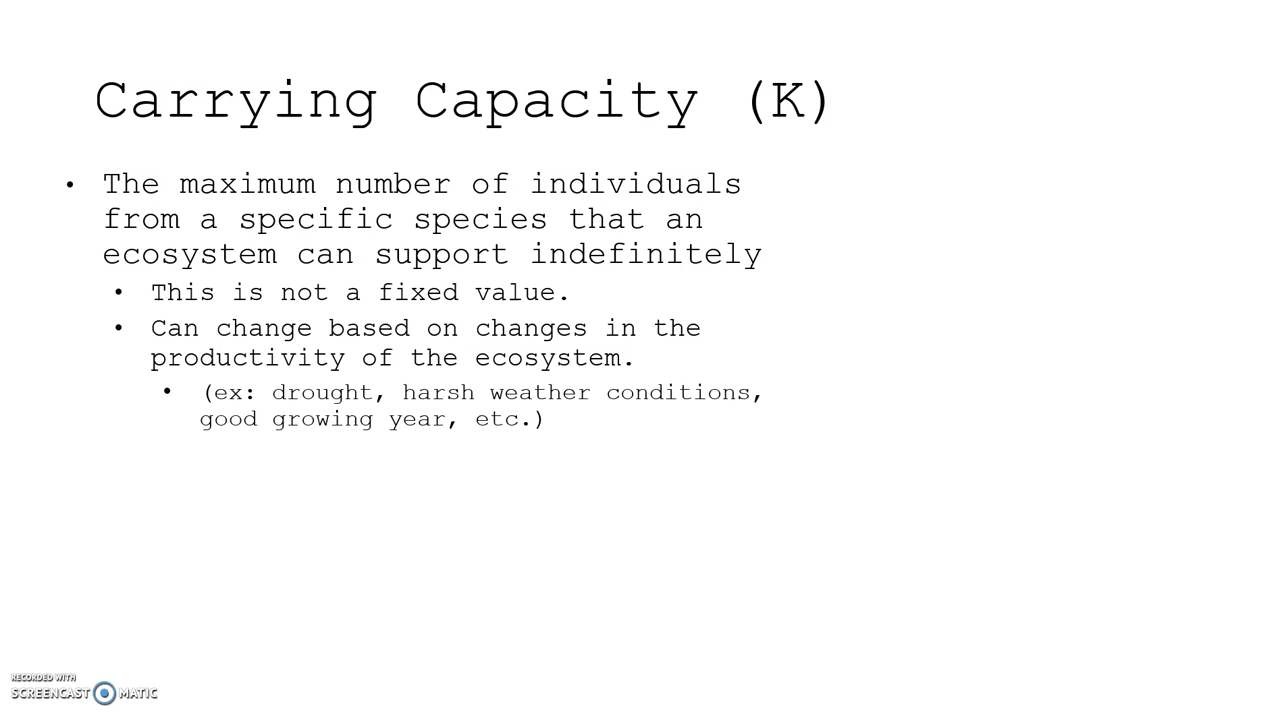 Carrying Capacity (K)
• The maximum number of individuals
from a specific species that an
ecosystem can support indefinitely
• This is not a fixed value.
• Can change based on changes in the
productivity of the ecosystem.
• (ex: drought, harsh weather conditions,
good growing year, etc.)
RECORDED WITH
SCREENCAST MATIC